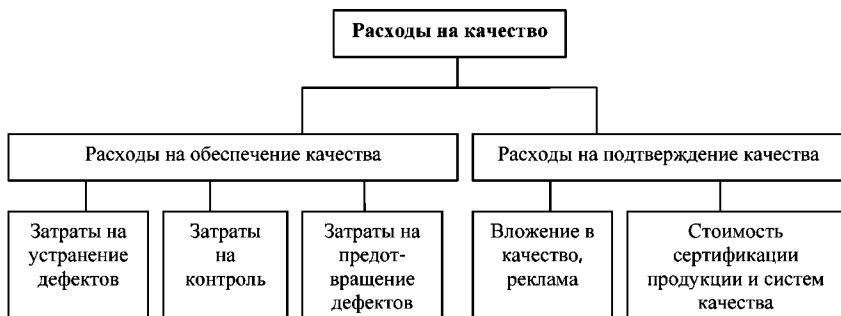 Расходы на качество
Расходы на обеспечение качества
Расходы на подтверждение качества
Затраты на
устранение
дефектов
Затраты
на
контроль
Затраты на
предот-
вращение
дефектов
Вложение в
качество,
реклама
Стоимость
сертификации
продукции и систем
качества